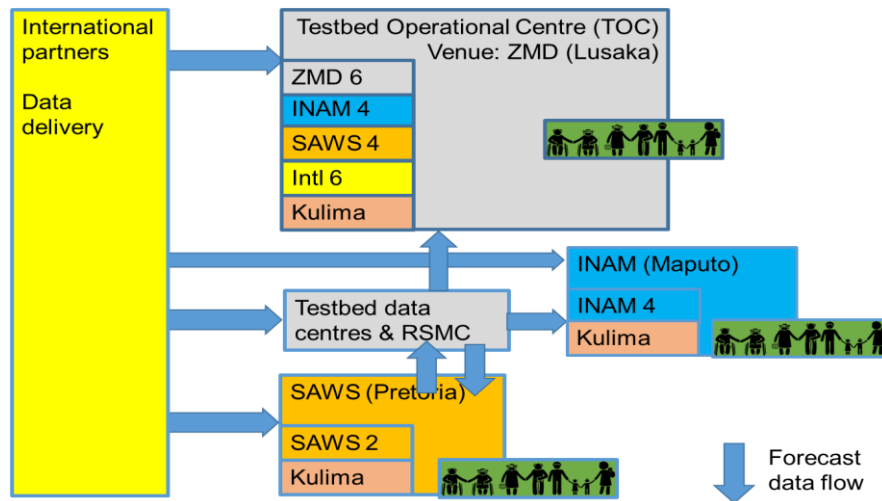 International
partners
Data
delivery
Testbed Operational Centre (TOC)
Venue: ZMD (Lusaka)
ZMD 6
INAM 4
SAWS 4
Intl 6
Kulima
INAM (Maputo)
INAM 4
Kulima
Testbed data
centres & RSMC
SAWS (Pretoria)
SAWS 2
Kulima
Forecast
data flow